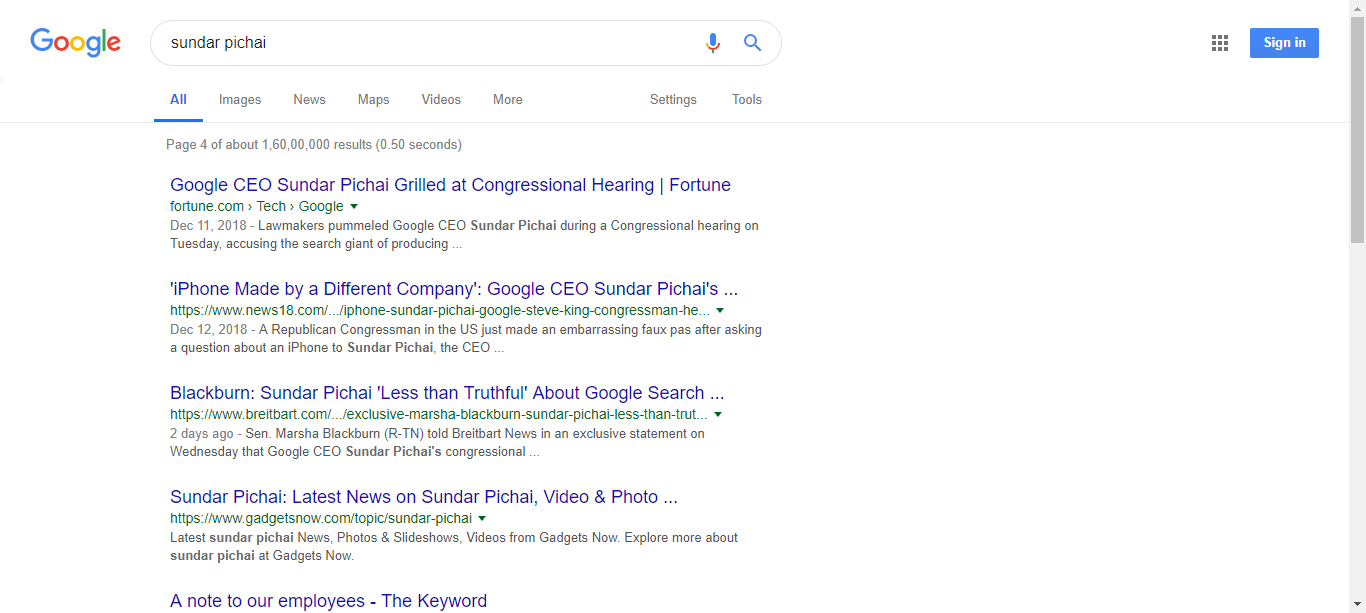 Google
sundar pichai
Sign in
All Images News Maps Videos More Settings Tools
Page 4 of about 1,60,00,000 results (0.50 seconds)
Google CEO Sundar Pichai Grilled at Congressional Hearing | Fortune
fortune.com › Tech › Google
Dec 11, 2018 - Lawmakers pummeled Google CEO Sundar Pichai during a Congressional hearing on
Tuesday, accusing the search giant of producing ...
'iPhone Made by a Different Company': Google CEO Sundar Pichai's ...
https://www.news18.com/.../iphone-sundar-pichai-google-steve-king-congressman-he...
Dec 12, 2018 - A Republican Congressman in the US just made an embarrassing faux pas after asking
a question about an iPhone to Sundar Pichai, the CEO ...
Blackburn: Sundar Pichai 'Less than Truthful' About Google Search ...
https://www.breitbart.com/.../exclusive-marsha-blackburn-sundar-pichai-less-than-trut...
2 days ago - Sen. Marsha Blackburn (R-TN) told Breitbart News in an exclusive statement on
Wednesday that Google CEO Sundar Pichai's congressional ...
Sundar Pichai: Latest News on Sundar Pichai, Video & Photo ...
https://www.gadgetsnow.com/topic/sundar-pichai
Latest sundar pichai News, Photos & Slideshows, Videos from Gadgets Now. Explore more about
sundar pichai at Gadgets Now.
A note to our employees - The Keyword